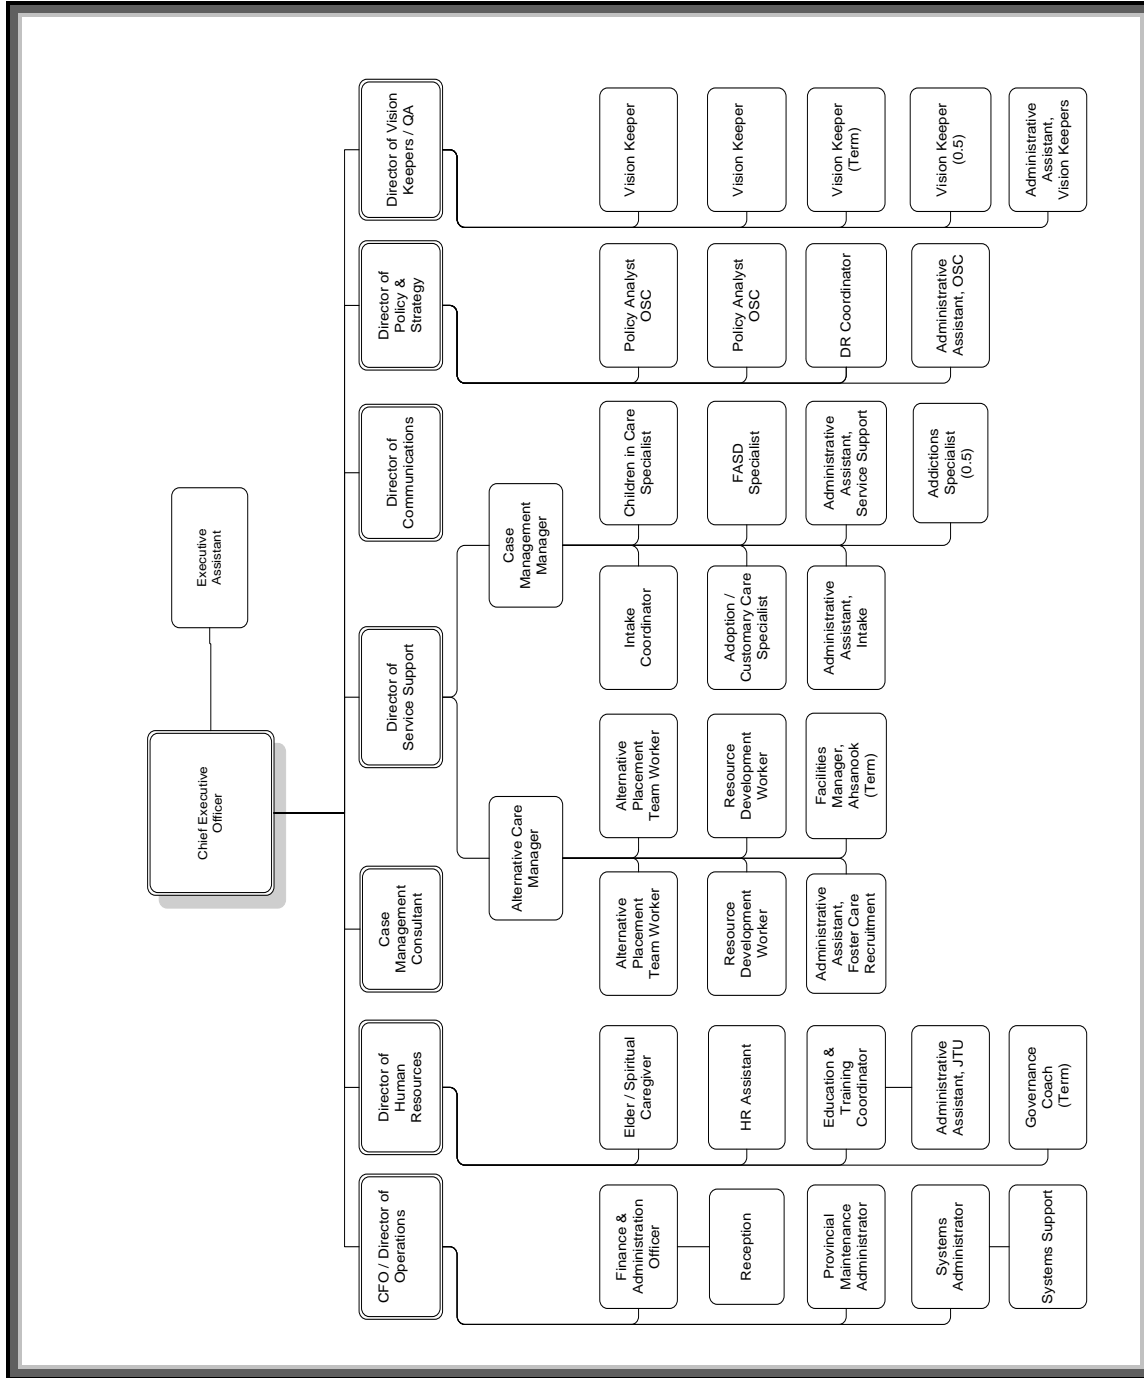 Chief Executive
Officer
Executive
Assistant
CFO / Director of
Operations
Director of
Human
Resources
Case
Management
Consultant
Director of
Service Support
Director of
Communications
Director of
Policy &
Strategy
Director of Vision
Keepers / QA
Alternative Care
Manager
Case
Management
Manager
Finance &
Administration
Officer
Elder / Spiritual
Caregiver
Alternative
Placement
Team Worker
Alternative
Placement
Team Worker
Intake
Coordinator
Children in Care
Specialist
Policy Analyst
OSC
Vision Keeper
Reception
HR Assistant
Resource
Development
Worker
Resource
Development
Worker
Adoption /
Customary Care
Specialist
FASD
Specialist
Policy Analyst
OSC
Vision Keeper
Provincial
Maintenance
Administrator
Education &
Training
Coordinator
Administrative
Assistant,
Foster Care
Recruitment
Facilities
Manager,
Ahsanook
(Term)
Administrative
Assistant,
Intake
Administrative
Assistant,
Service Support
DR Coordinator
Vision Keeper
(Term)
Systems
Administrator
Administrative
Assistant, JTU
Addictions
Specialist
(0.5)
Administrative
Assistant, OSC
Vision Keeper
(0.5)
Systems Support
Governance
Coach
(Term)
Administrative
Assistant,
Vision Keepers